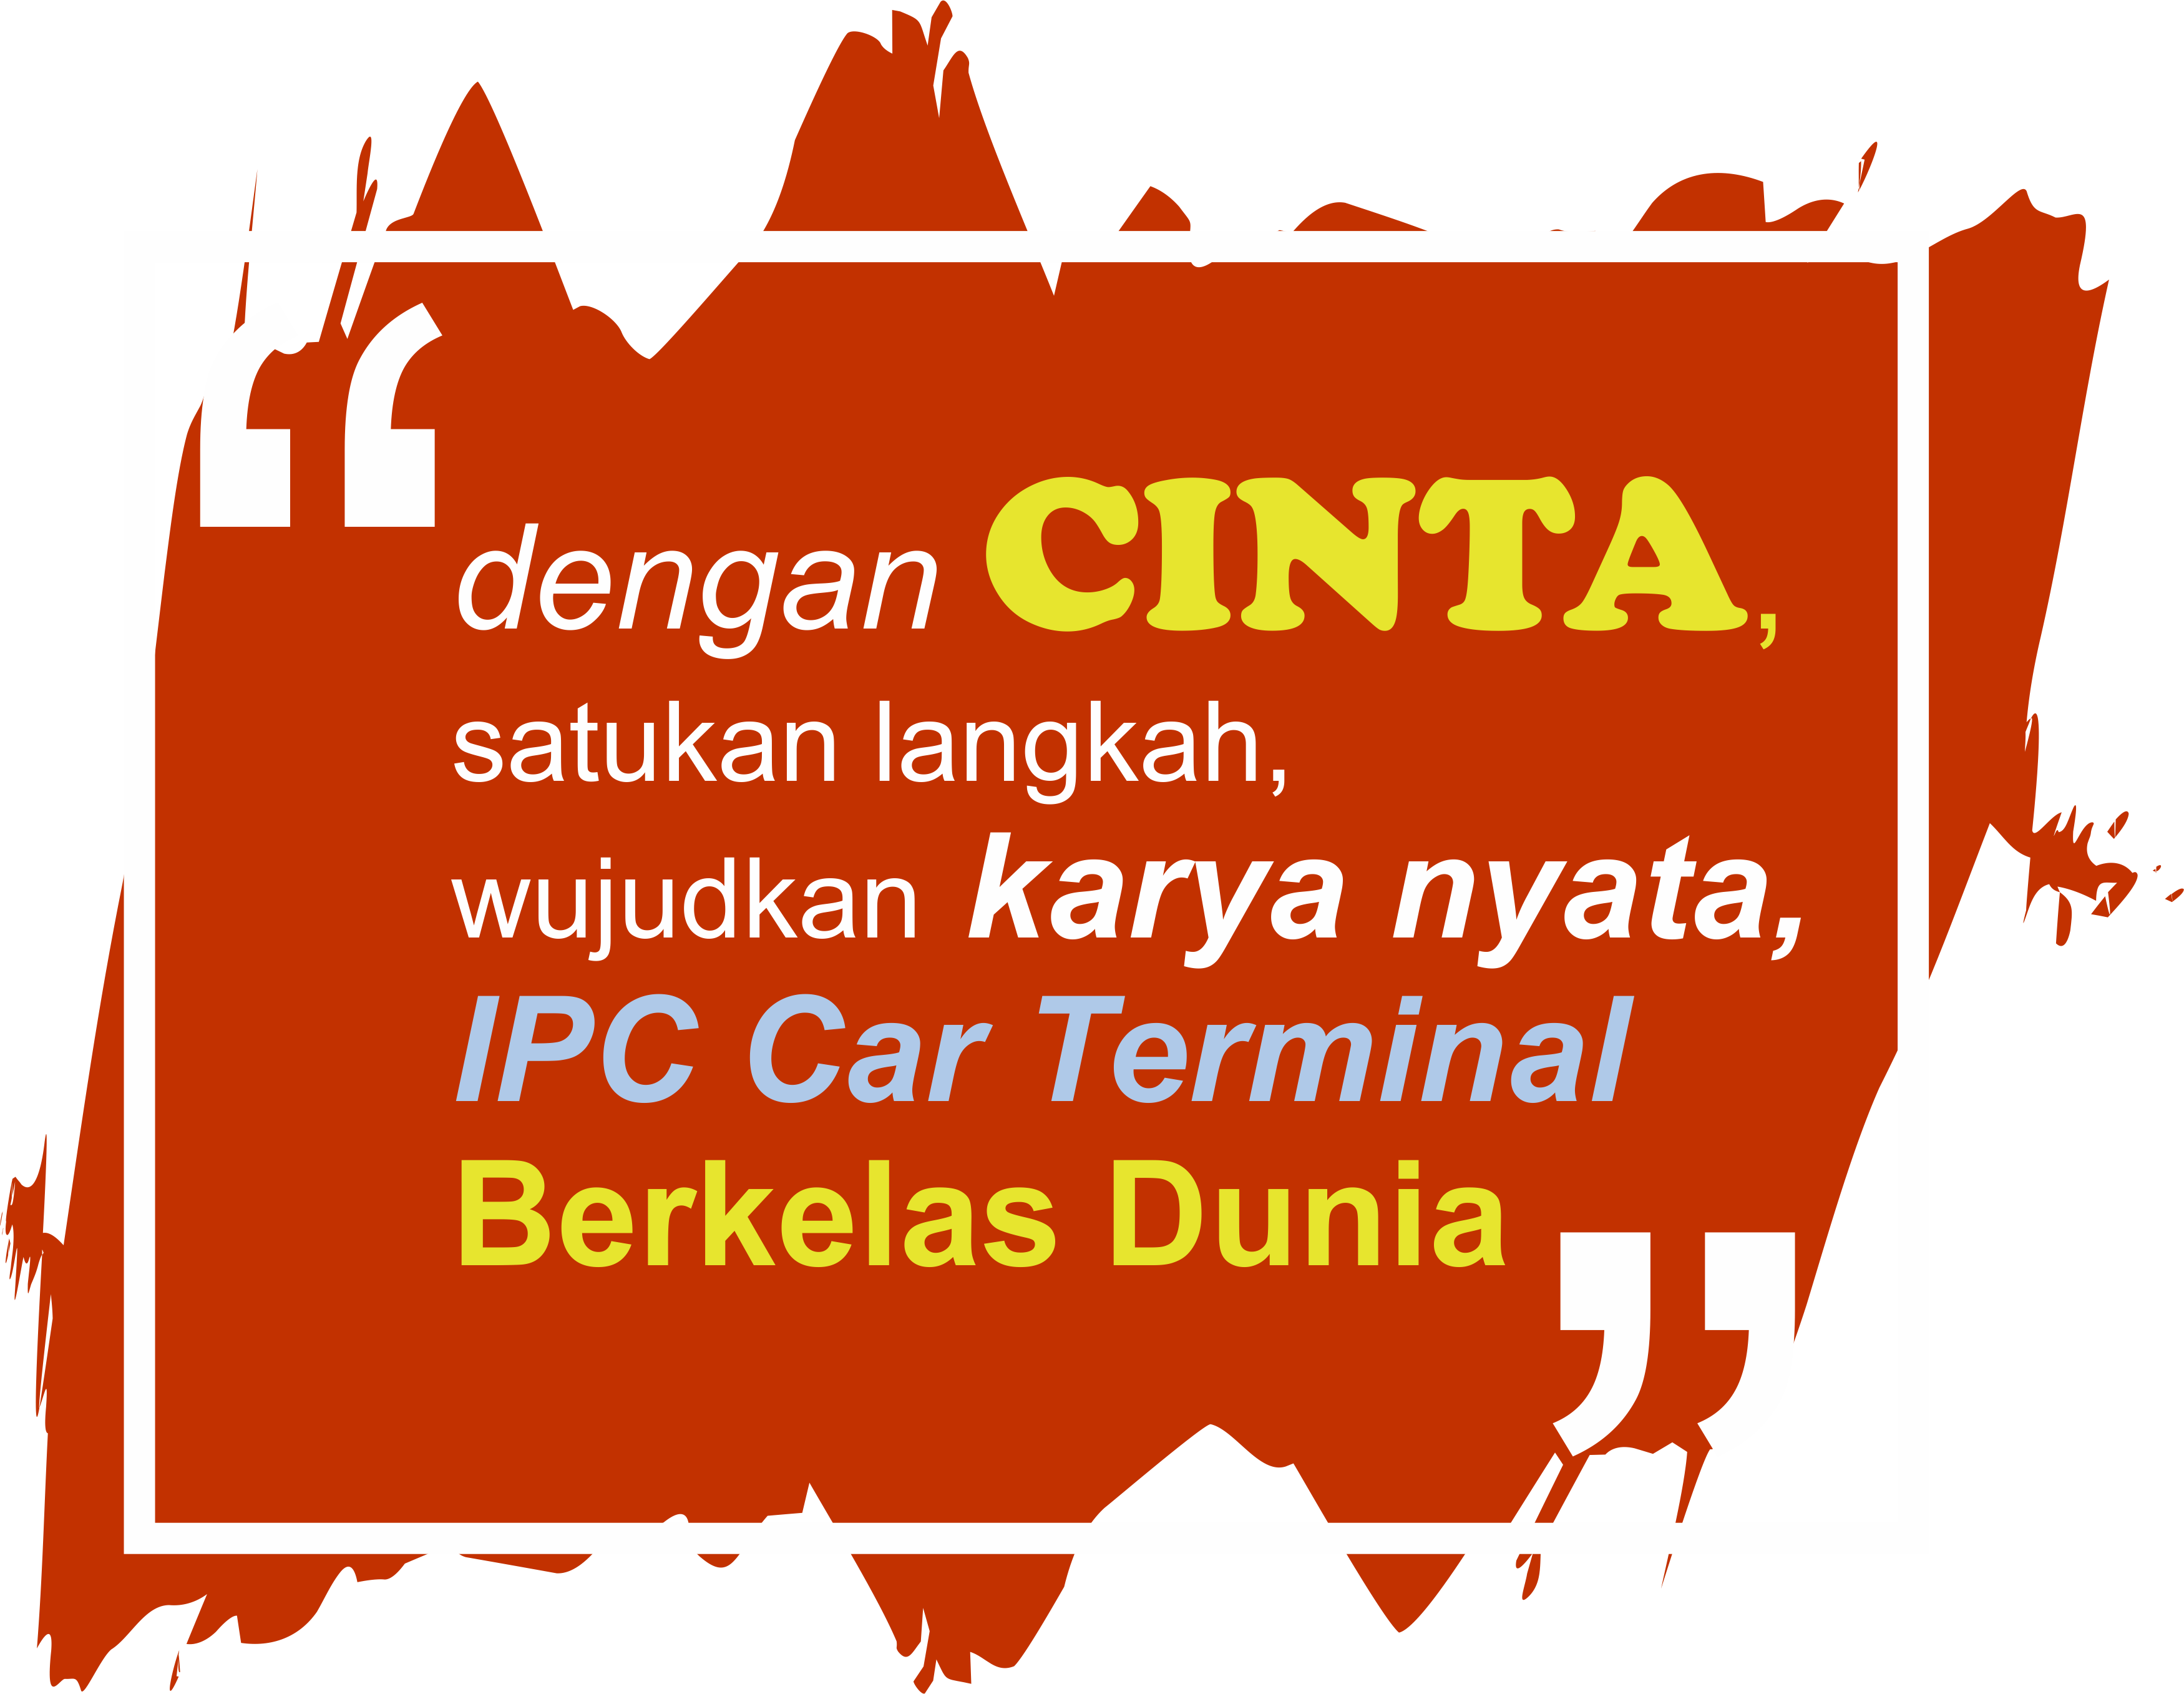 “dengan CINTA,
satukan langkah,
wujudkan karya nyata,
IPC Car Terminal
Berkelas Dunia”